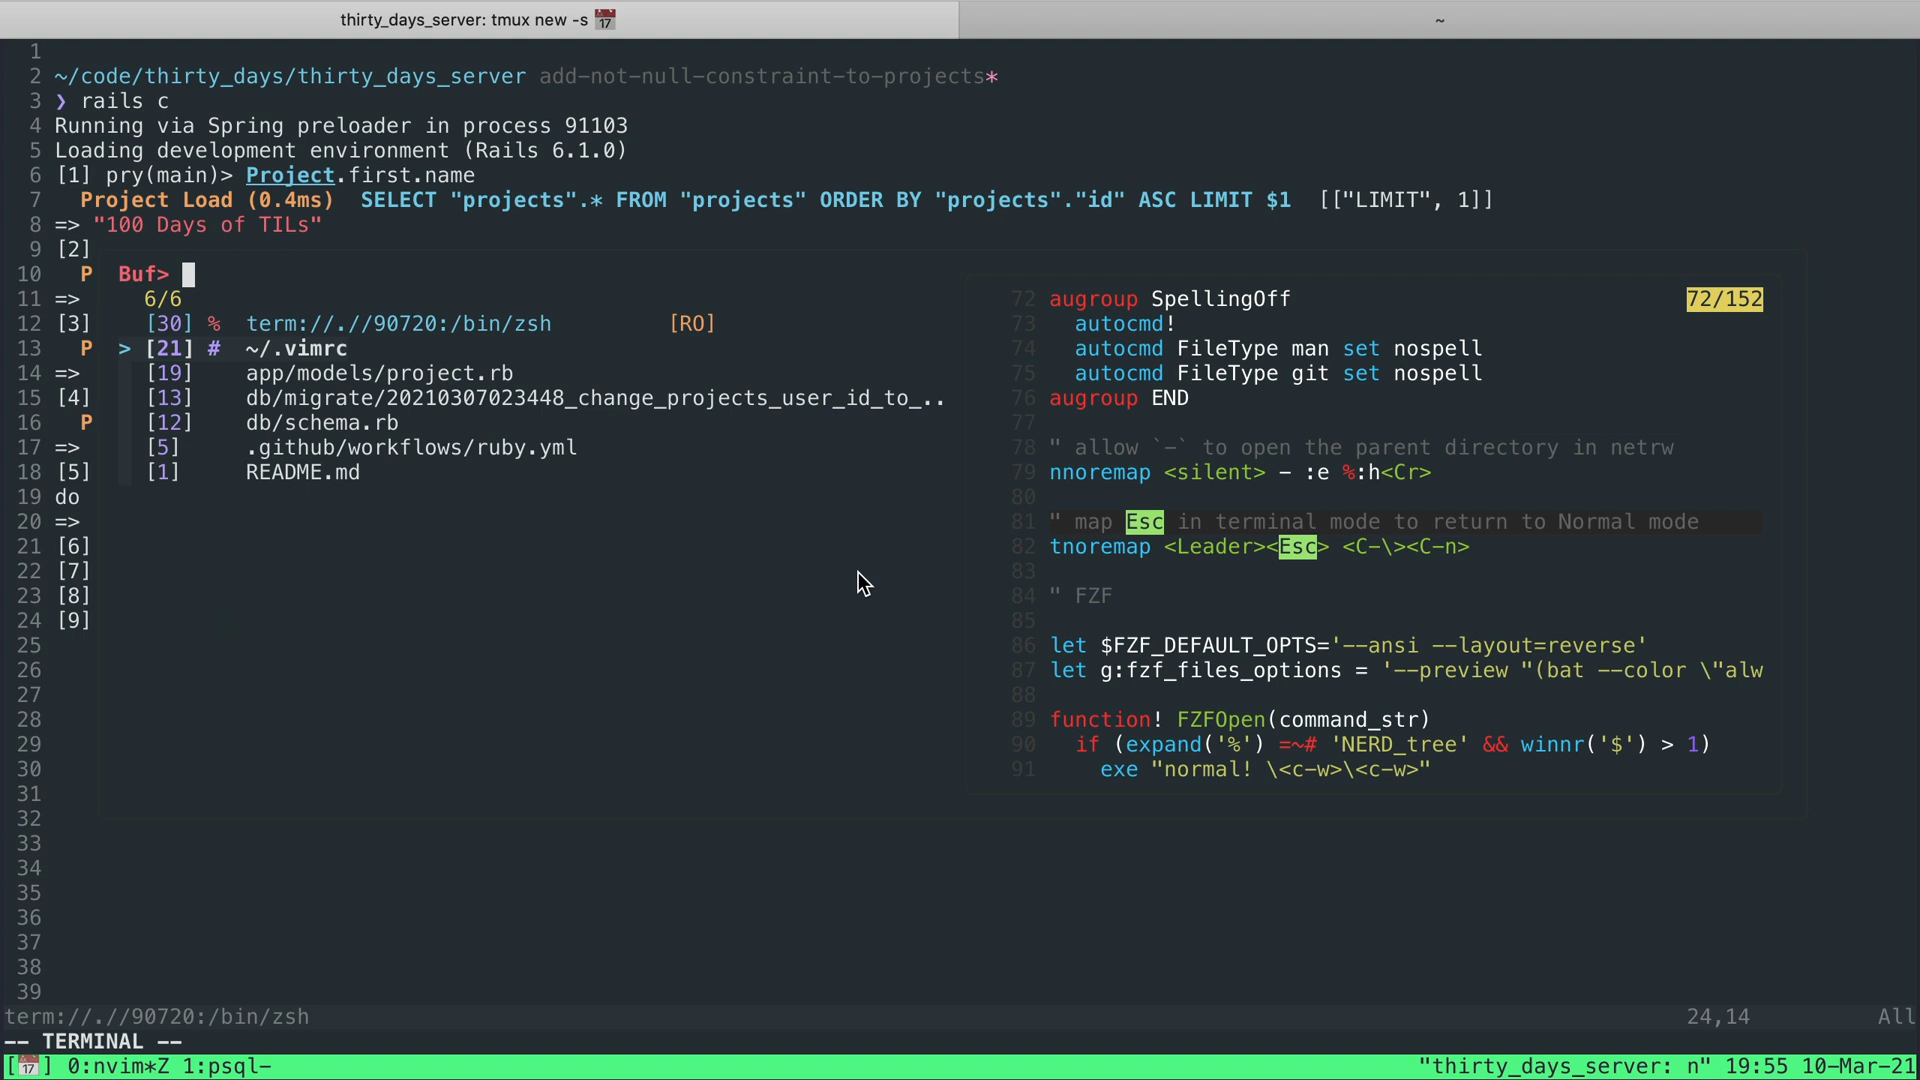 thirty_days_server: tmux new -s 📅
~
1
2 ~/code/thirty_days/thirty_days_server add-not-null-constraint-to-projects*
3 ❯ rails c
4 Running via Spring preloader in process 91103
5 Loading development environment (Rails 6.1.0)
6 [1] pry(main)> Project.first.name
7   Project Load (0.4ms)  SELECT "projects".* FROM "projects" ORDER BY "projects"."id" ASC LIMIT $1  [["LIMIT", 1]]
8 => "100 Days of TILs"
9 [2]
10   P
11 =>
12 [3]
13   P
14 =>
15 [4]
16   P
17 =>
18 [5]
19 do
20 =>
21 [6]
22 [7]
23 [8]
24 [9]
25
26
27
28
29
30
31
32
33
34
35
36
37
38
39
Buf>
6/6
[30] %  term://.//90720:/bin/zsh         [RO]
> [21] #  ~/.vimrc
[19]    app/models/project.rb
[13]    db/migrate/20210307023448_change_projects_user_id_to_..
[12]    db/schema.rb
[5]     .github/workflows/ruby.yml
[1]     README.md
72 augroup SpellingOff 72/152
73   autocmd!
74   autocmd FileType man set nospell
75   autocmd FileType git set nospell
76 augroup END
77
78 " allow `-` to open the parent directory in netrw
79 nnoremap <silent> - :e %:h<Cr>
80
81 " map Esc in terminal mode to return to Normal mode
82 tnoremap <Leader><Esc> <C-\><C-n>
83
84 " FZF
85
86 let $FZF_DEFAULT_OPTS='--ansi --layout=reverse'
87 let g:fzf_files_options = '--preview "(bat --color \"alw
88
89 function! FZFOpen(command_str)
90   if (expand('%') =~# 'NERD_tree' && winnr('$') > 1)
91     exe "normal! \<c-w>\<c-w>"
term://.//90720:/bin/zsh 24,14 All
-- TERMINAL --
[📅] 0:nvim*Z 1:psql- "thirty_days_server: n" 19:55 10-Mar-21